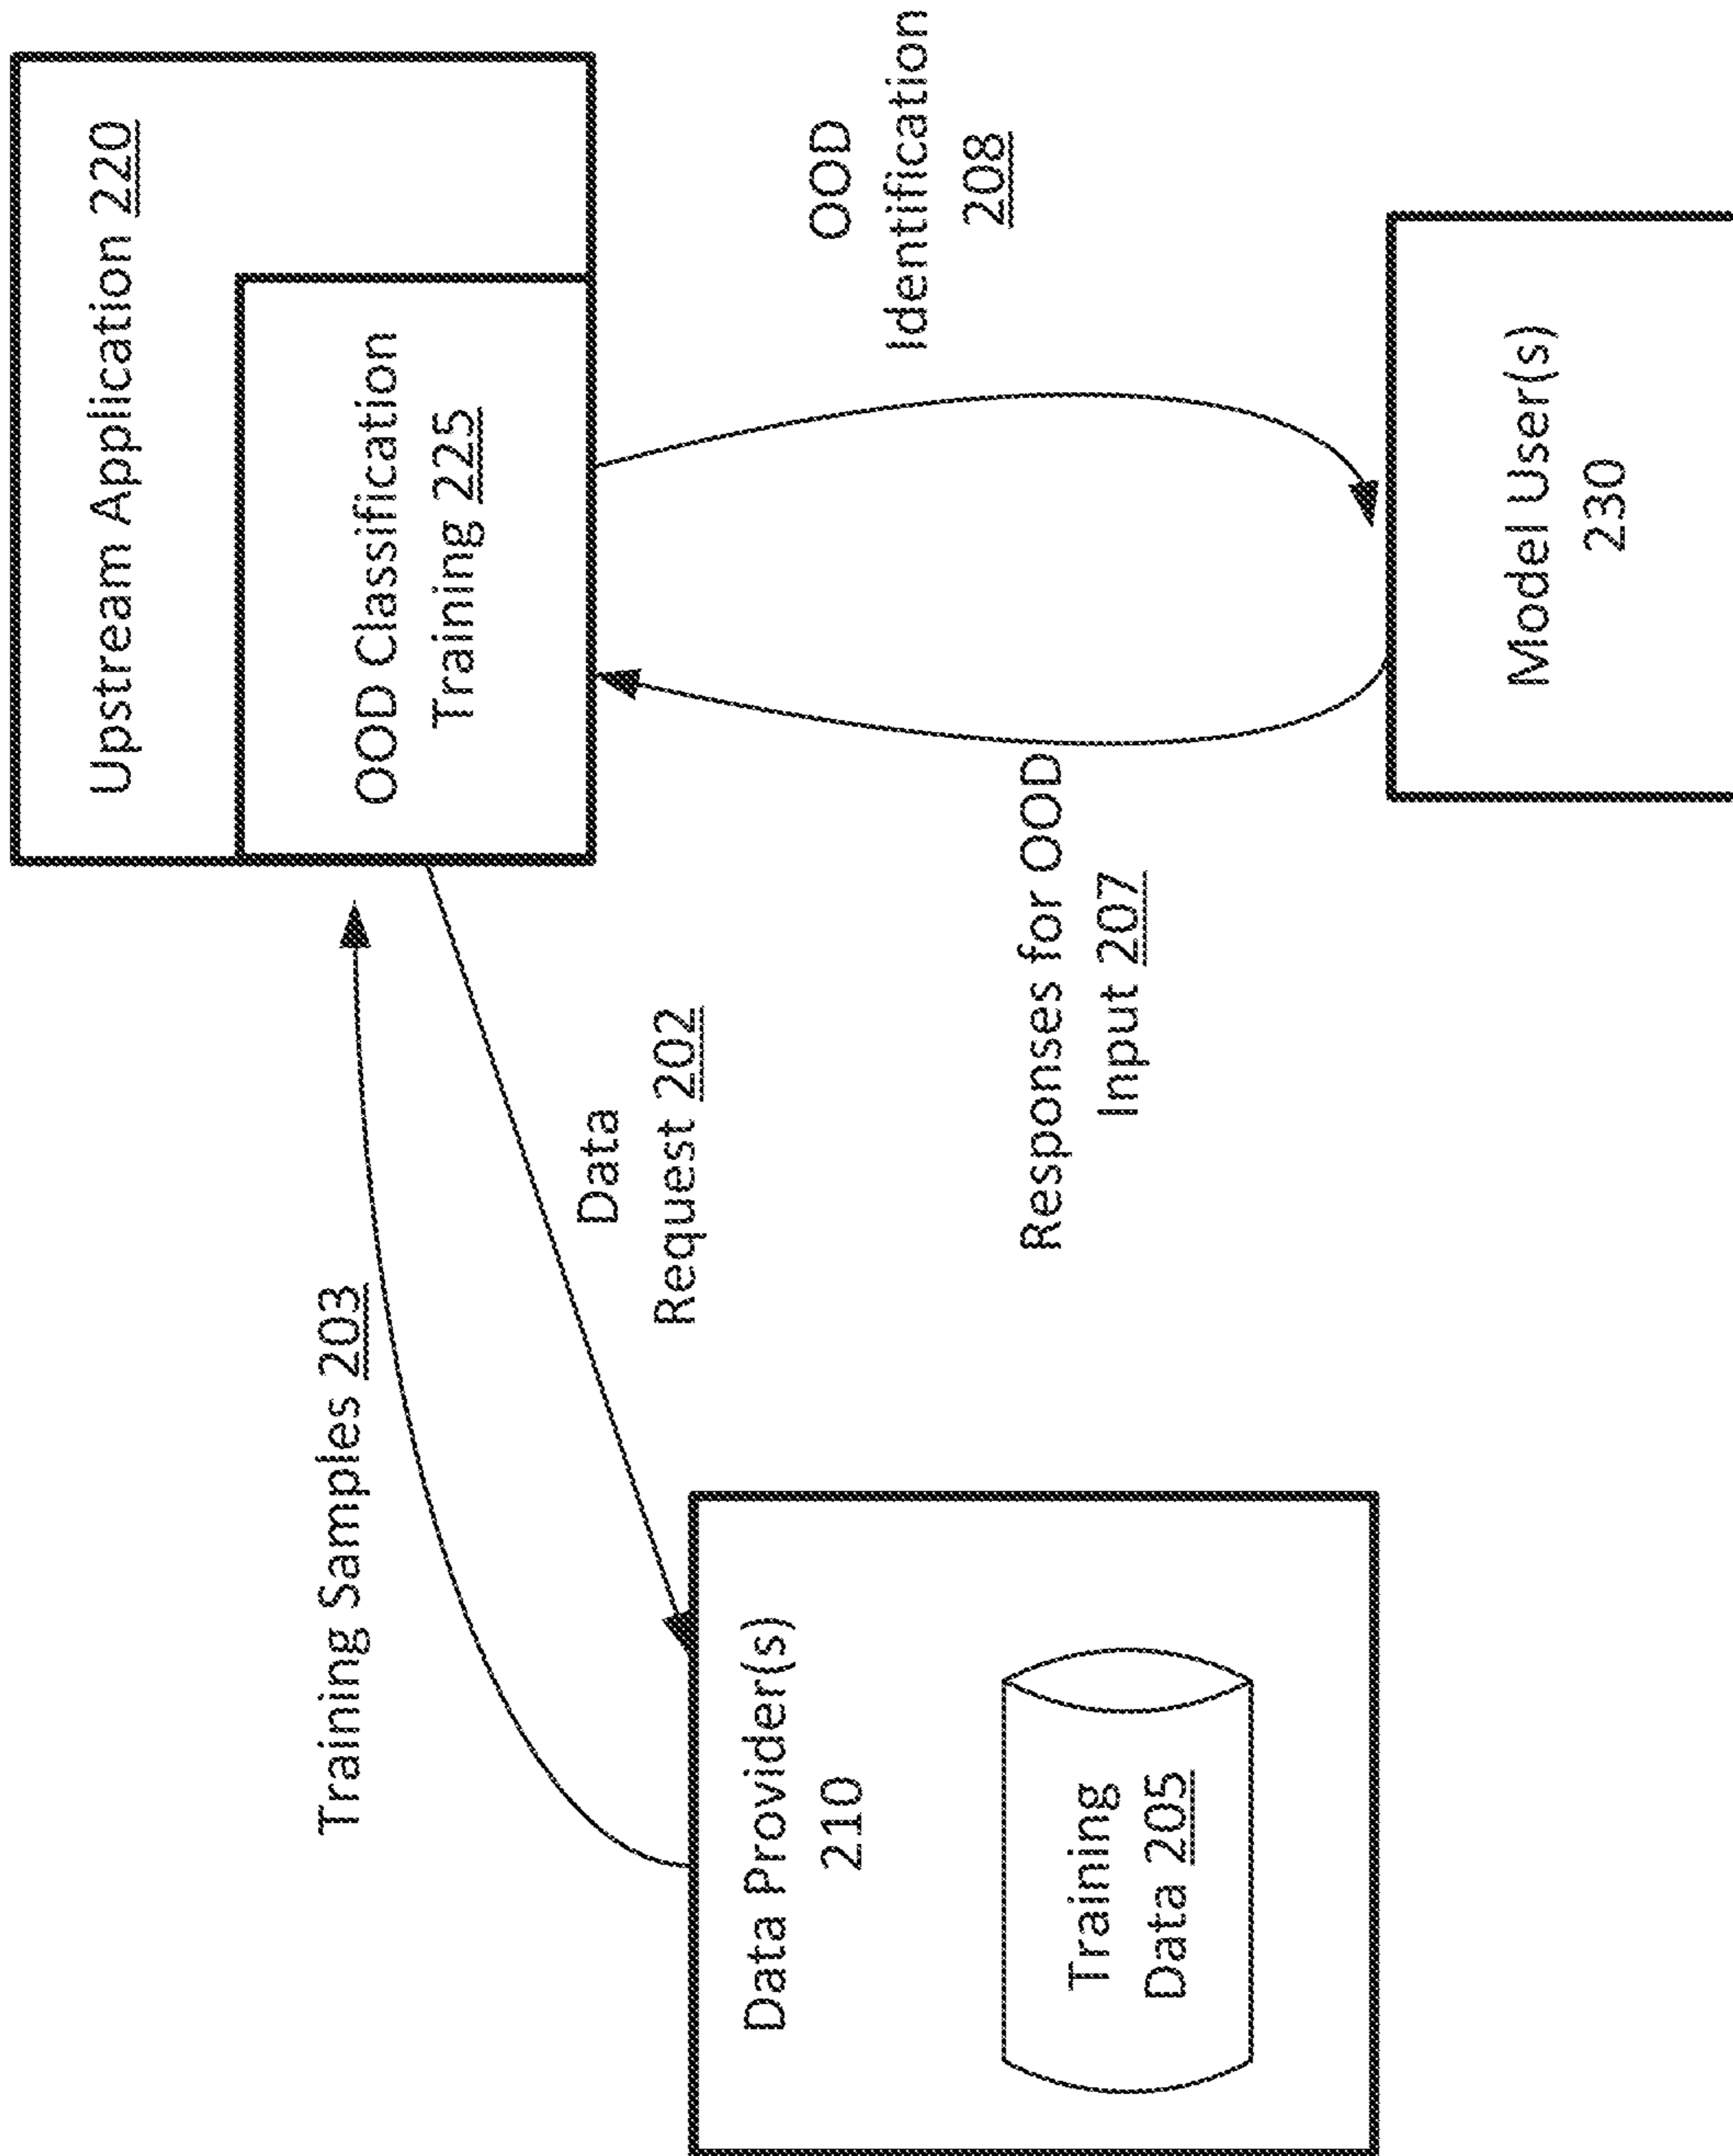 Upstream Application 220
OOD Classification
Training 225
Training Samples 203
Data
Request 202
OOD
Identification
208
Responses for OOD
Input 207
Data Provider(s)
210
Training
Data 205
Model User(s)
230